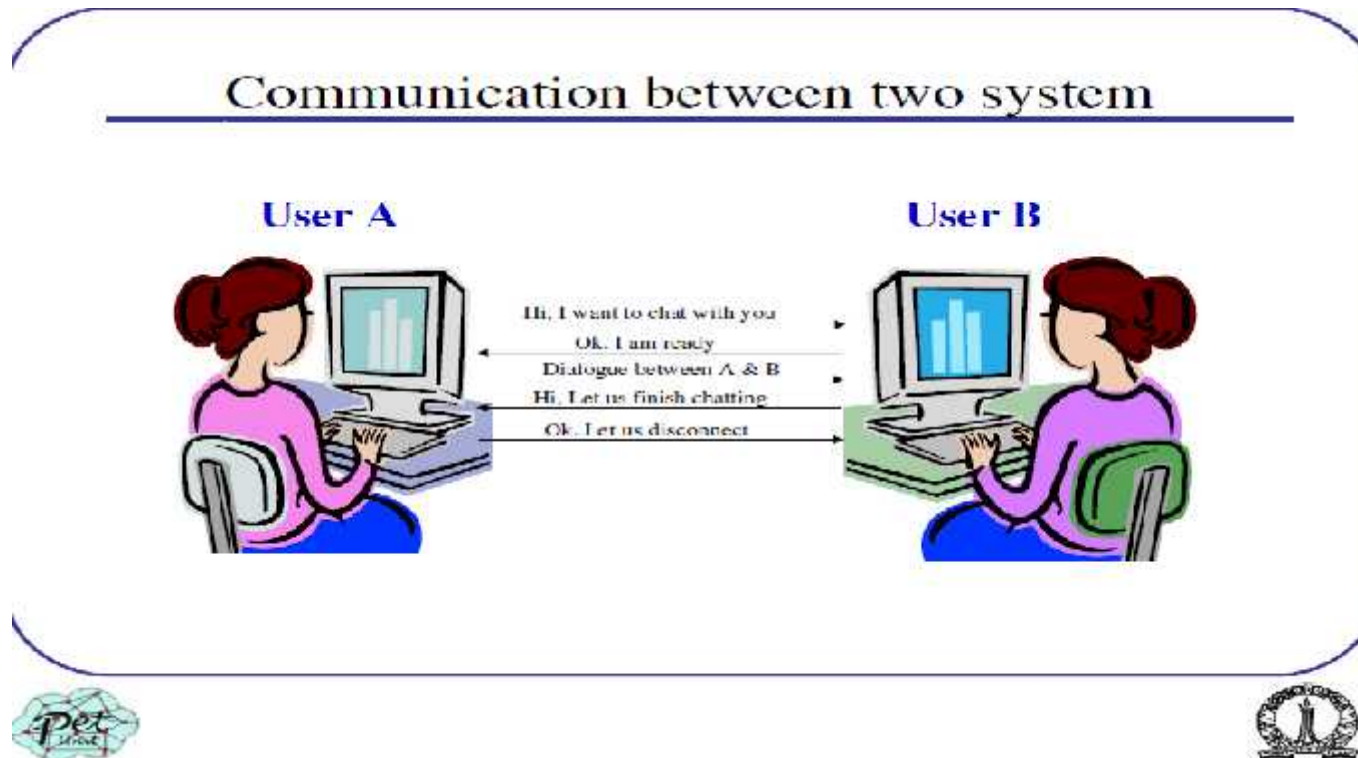 Communication between two system
User A
User B
Hi, I want to chat with you
Ok. I am ready
Dialogue between A & B
Hi, Let us finish chatting
Ok. Let us disconnect
Pet